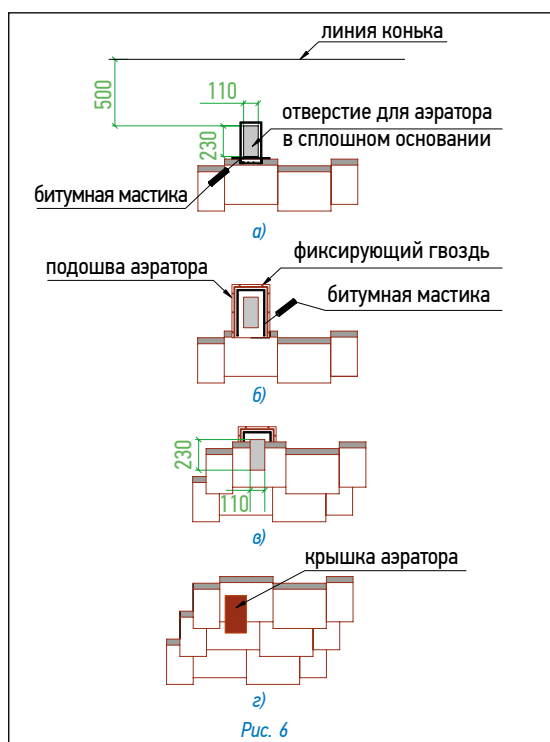 линия конька
500
110
отверстие для аэратора
в сплошном основании
230
битумная мастика
а)
фиксирующий гвоздь
подошва аэратора
битумная мастика
б)
230
110
в)
крышка аэратора
г)
Рис. 6